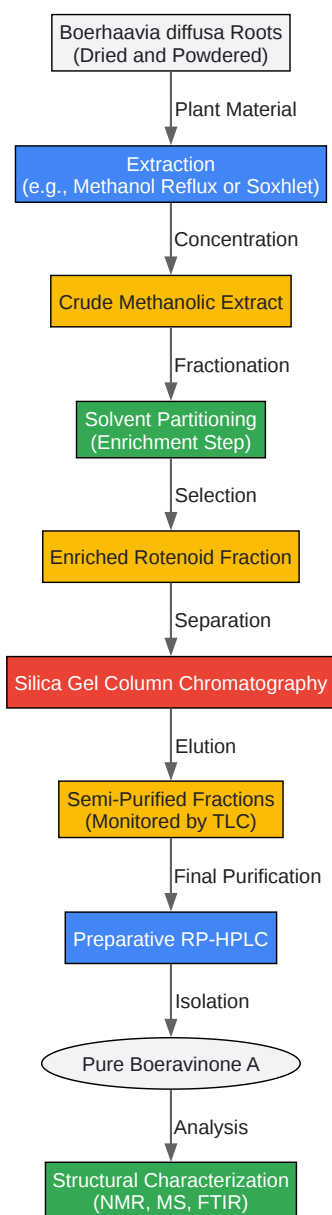 Boerhaavia diffusa Roots
(Dried and Powdered)
Plant Material
Extraction
(e.g., Methanol Reflux or Soxhlet)
Concentration
Crude Methanolic Extract
Fractionation
Solvent Partitioning
(Enrichment Step)
Selection
Enriched Rotenoid Fraction
Separation
Silica Gel Column Chromatography
Elution
Semi-Purified Fractions
(Monitored by TLC)
Final Purification
Preparative RP-HPLC
Isolation
Pure Boeravinone A
Analysis
Structural Characterization
(NMR, MS, FTIR)